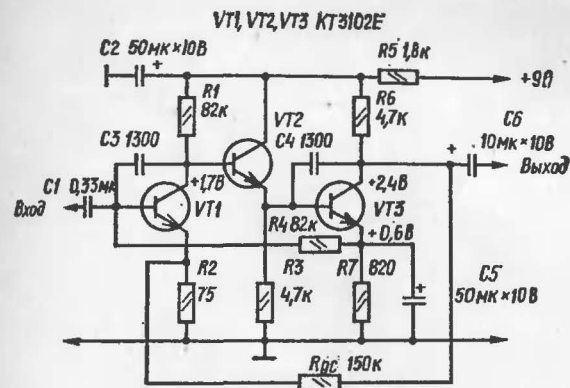 VT1, VT2, VT3 КТ3102Е
C2 50мк×10В
R5 1,8к
+9В
R1
82к
VT2
R6
4,7к
C6
10мк×10В
Выход
C3 1300
C4 1300
C1 0,33мк
Вход
+1,7В
VT1
+2,4В
VT3
R4 82к
+0,6В
R2
75
R3
4,7к
R7 820
C5
50мк×10В
Rос 150к